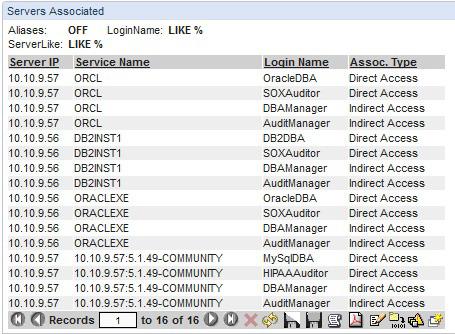 Servers Associated
Aliases: OFF LoginName: LIKE %
ServerLike: LIKE %
Server IP Service Name Login Name Assoc. Type
10.10.9.57 ORCL OracleDBA Direct Access
10.10.9.57 ORCL SOXAuditor Direct Access
10.10.9.57 ORCL DBAManager Indirect Access
10.10.9.57 ORCL AuditManager Indirect Access
10.10.9.56 DB2INST1 DB2DBA Direct Access
10.10.9.56 DB2INST1 SOXAuditor Direct Access
10.10.9.56 DB2INST1 DBAManager Indirect Access
10.10.9.56 DB2INST1 AuditManager Indirect Access
10.10.9.56 ORACLEXE OracleDBA Direct Access
10.10.9.56 ORACLEXE SOXAuditor Direct Access
10.10.9.56 ORACLEXE DBAManager Indirect Access
10.10.9.56 ORACLEXE AuditManager Indirect Access
10.10.9.57 10.10.9.57:5.1.49-COMMUNITY MySqlDBA Direct Access
10.10.9.57 10.10.9.57:5.1.49-COMMUNITY HIPAAAuditor Direct Access
10.10.9.57 10.10.9.57:5.1.49-COMMUNITY DBAManager Indirect Access
10.10.9.57 10.10.9.57:5.1.49-COMMUNITY AuditManager Indirect Access
Records 1 to 16 of 16